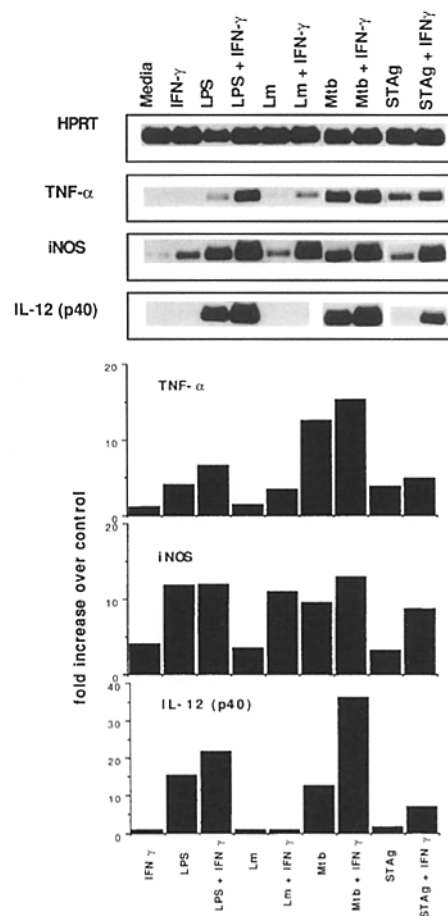 Media IFN-γ LPS LPS + IFN-γ Lm Lm + IFN-γ Mtb Mtb + IFN-γ STAg STAg + IFNγ
HPRT
TNF-α
iNOS
IL-12 (p40)
20
TNF- α
10
0
20
iNOS
10
0
40
IL-12 (p40)
30
20
10
0
fold increase over control
IFN γ LPS LPS + IFN γ Lm Lm + IFN γ Mtb Mtb + IFN γ STAg STAg + IFN γ